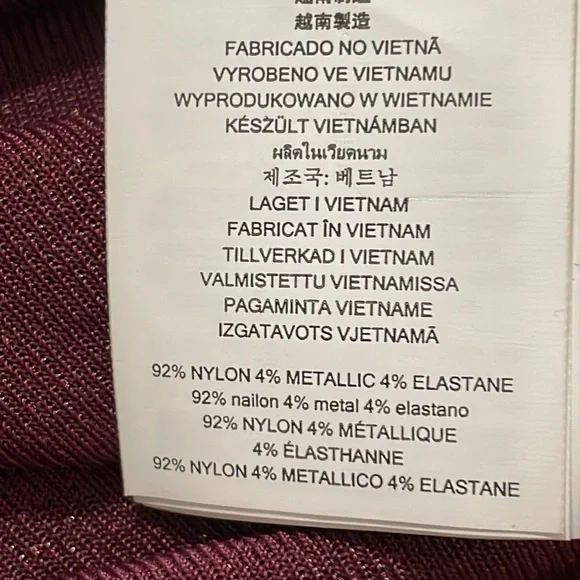 越南製造
FABRICADO NO VIETNÃ
VYROBENO VE VIETNAMU
WYPRODUKOWANO W WIETNAMIE
KÉSZÜLT VIETNÁMBAN
ผลิตในเวียดนาม
제조국: 베트남
LAGET I VIETNAM
FABRICAT ÎN VIETNAM
TILLVERKAD I VIETNAM
VALMISTETTU VIETNAMISSA
PAGAMINTA VIETNAME
IZGATAVOTS VJETNAMĀ
92% NYLON 4% METALLIC 4% ELASTANE
92% nailon 4% metal 4% elastano
92% NYLON 4% MÉTALLIQUE
4% ÉLASTHANNE
92% NYLON 4% METALLICO 4% ELASTANE